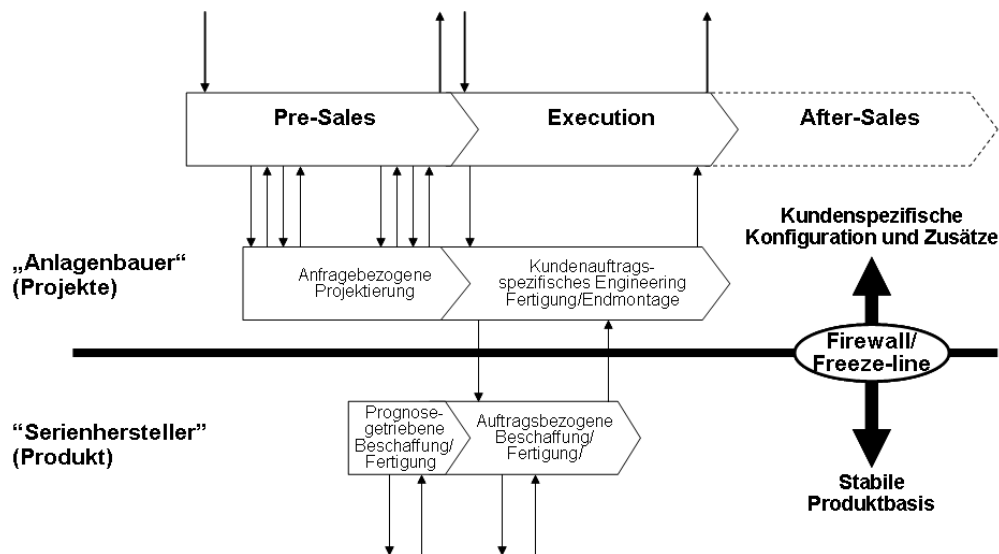 Pre-Sales
Execution
After-Sales
„Anlagenbauer“
(Projekte)
Anfragebezogene
Projektierung
Kundenauftrags-
spezifisches Engineering
Fertigung/Endmontage
Kundenspezifische
Konfiguration und Zusätze
Firewall/
Freeze-line
“Serienhersteller”
(Produkt)
Prognose-
getriebene
Beschaffung/
Fertigung
Auftragsbezogene
Beschaffung/
Fertigung/
Stabile
Produktbasis